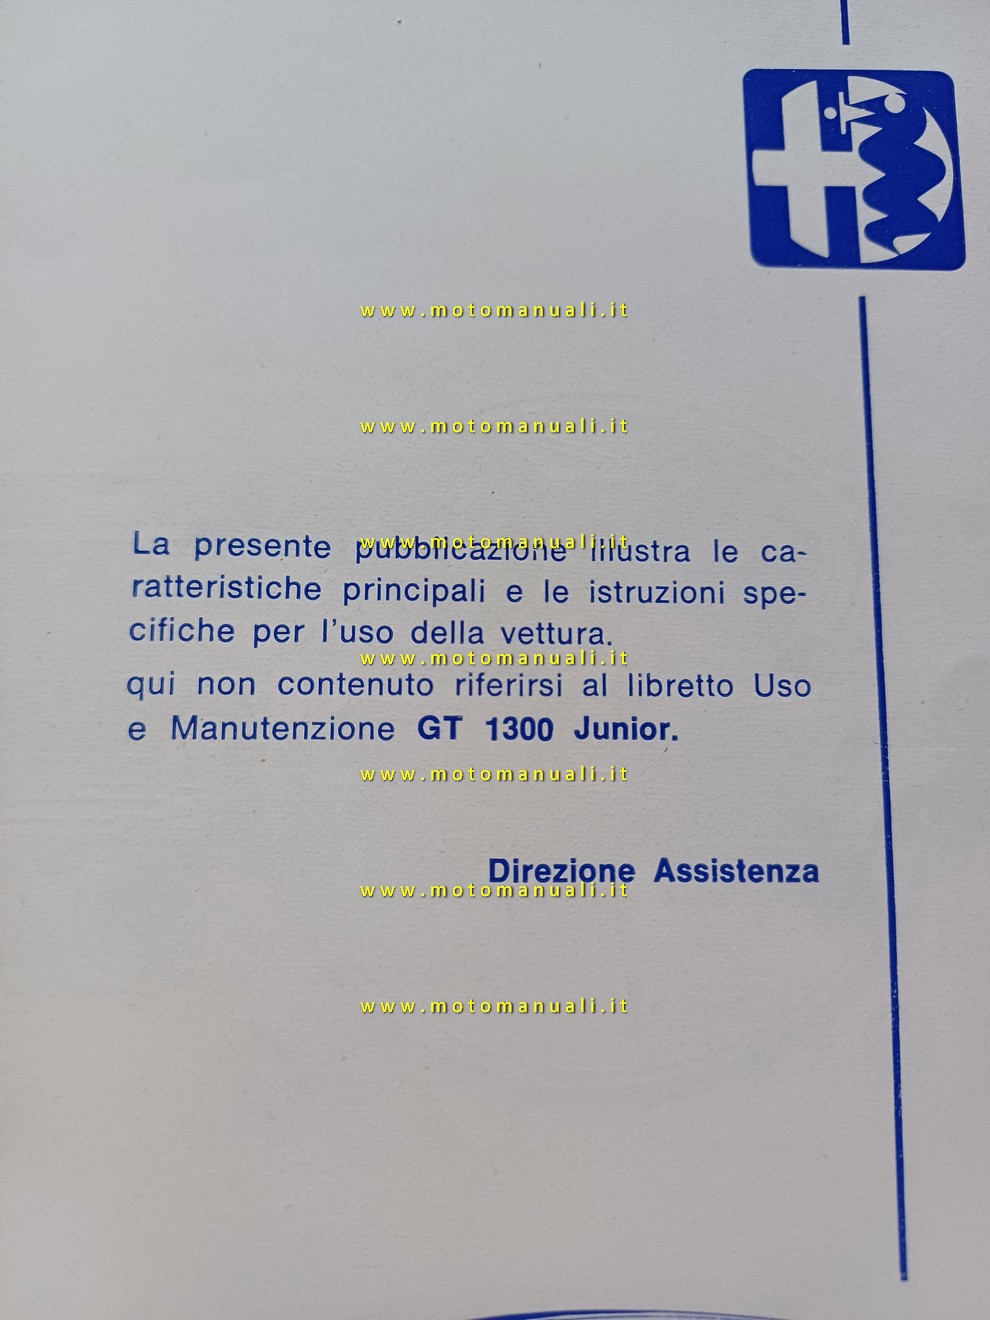 www.motomanuali.it
www.motomanuali.it
La presente pubblicazione illustra le ca-
www.motomanuali.it
ratteristiche principali e le istruzioni spe-
cifiche per l'uso della vettura.
www.motomanuali.it
qui non contenuto riferirsi al libretto Uso
e Manutenzione GT 1300 Junior.
www.motomanuali.it
Direzione Assistenza
www.motomanuali.it
www.motomanuali.it